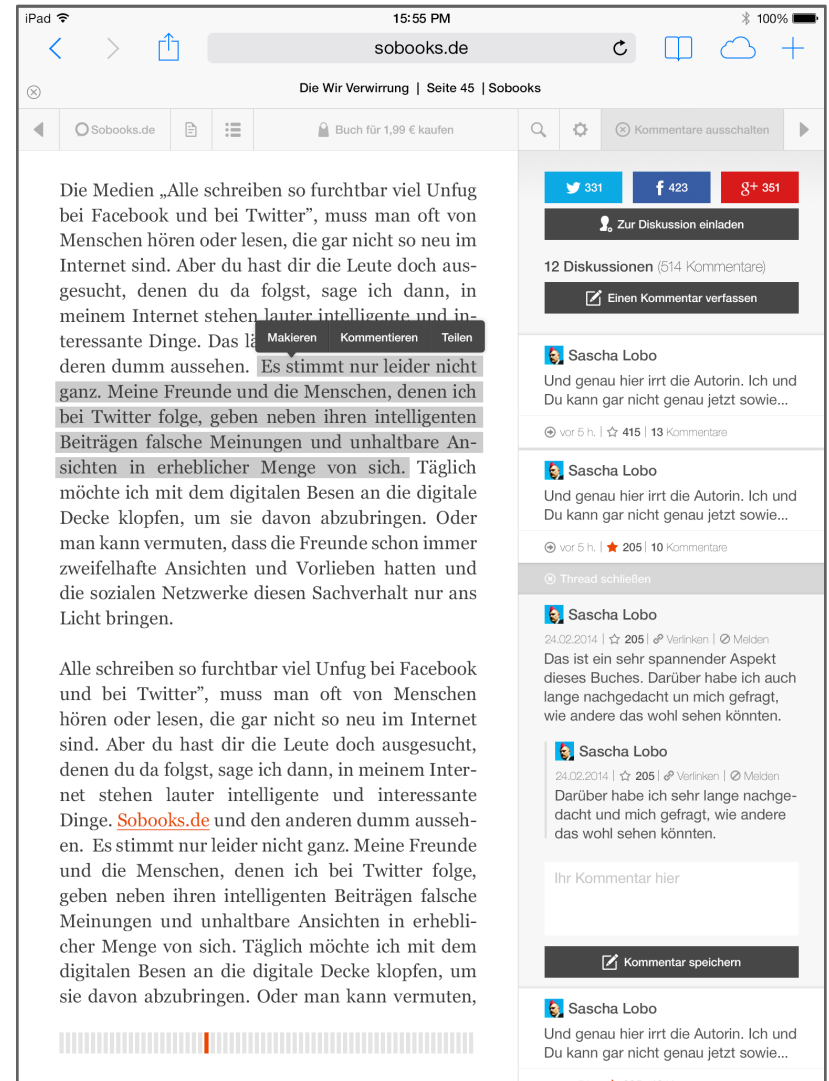 iPad
15:55 PM
100%
sobooks.de
Die Wir Verwirrung | Seite 45 | Sobooks
Sobooks.de
Buch für 1,99 € kaufen
Kommentare ausschalten
Die Medien „Alle schreiben so furchtbar viel Unfug
bei Facebook und bei Twitter”, muss man oft von
Menschen hören oder lesen, die gar nicht so neu im
Internet sind. Aber du hast dir die Leute doch aus-
gesucht, denen du da folgst, sage ich dann, in
meinem Internet stehen lauter intelligente und in-
teressante Dinge. Das
Makieren Kommentieren Teilen
deren dumm aussehen. Es stimmt nur leider nicht
ganz. Meine Freunde und die Menschen, denen ich
bei Twitter folge, geben neben ihren intelligenten
Beiträgen falsche Meinungen und unhaltbare An-
sichten in erheblicher Menge von sich. Täglich
möchte ich mit dem digitalen Besen an die digitale
Decke klopfen, um sie davon abzubringen. Oder
man kann vermuten, dass die Freunde schon immer
zweifelhafte Ansichten und Vorlieben hatten und
die sozialen Netzwerke diesen Sachverhalt nur ans
Licht bringen.
Alle schreiben so furchtbar viel Unfug bei Facebook
und bei Twitter”, muss man oft von Menschen
hören oder lesen, die gar nicht so neu im Internet
sind. Aber du hast dir die Leute doch ausgesucht,
denen du da folgst, sage ich dann, in meinem Inter-
net stehen lauter intelligente und interessante
Dinge. Sobooks.de und den anderen dumm ausseh-
en. Es stimmt nur leider nicht ganz. Meine Freunde
und die Menschen, denen ich bei Twitter folge,
geben neben ihren intelligenten Beiträgen falsche
Meinungen und unhaltbare Ansichten in erhebli-
cher Menge von sich. Täglich möchte ich mit dem
digitalen Besen an die digitale Decke klopfen, um
sie davon abzubringen. Oder man kann vermuten,
331
f 423
g+ 351
Zur Diskussion einladen
12 Diskussionen (514 Kommentare)
Einen Kommentar verfassen
Sascha Lobo
Und genau hier irrt die Autorin. Ich und
Du kann gar nicht genau jetzt sowie...
vor 5 h. | 415 | 13 Kommentare
Sascha Lobo
Und genau hier irrt die Autorin. Ich und
Du kann gar nicht genau jetzt sowie...
vor 5 h. | 205 | 10 Kommentare
Thread schließen
Sascha Lobo
24.02.2014 | 205 | Verlinken | Melden
Das ist ein sehr spannender Aspekt
dieses Buches. Darüber habe ich auch
lange nachgedacht un mich gefragt,
wie andere das wohl sehen könnten.
Sascha Lobo
24.02.2014 | 205 | Verlinken | Melden
Darüber habe ich sehr lange nachge-
dacht und mich gefragt, wie andere
das wohl sehen könnten.
Ihr Kommentar hier
Kommentar speichern
Sascha Lobo
Und genau hier irrt die Autorin. Ich und
Du kann gar nicht genau jetzt sowie...